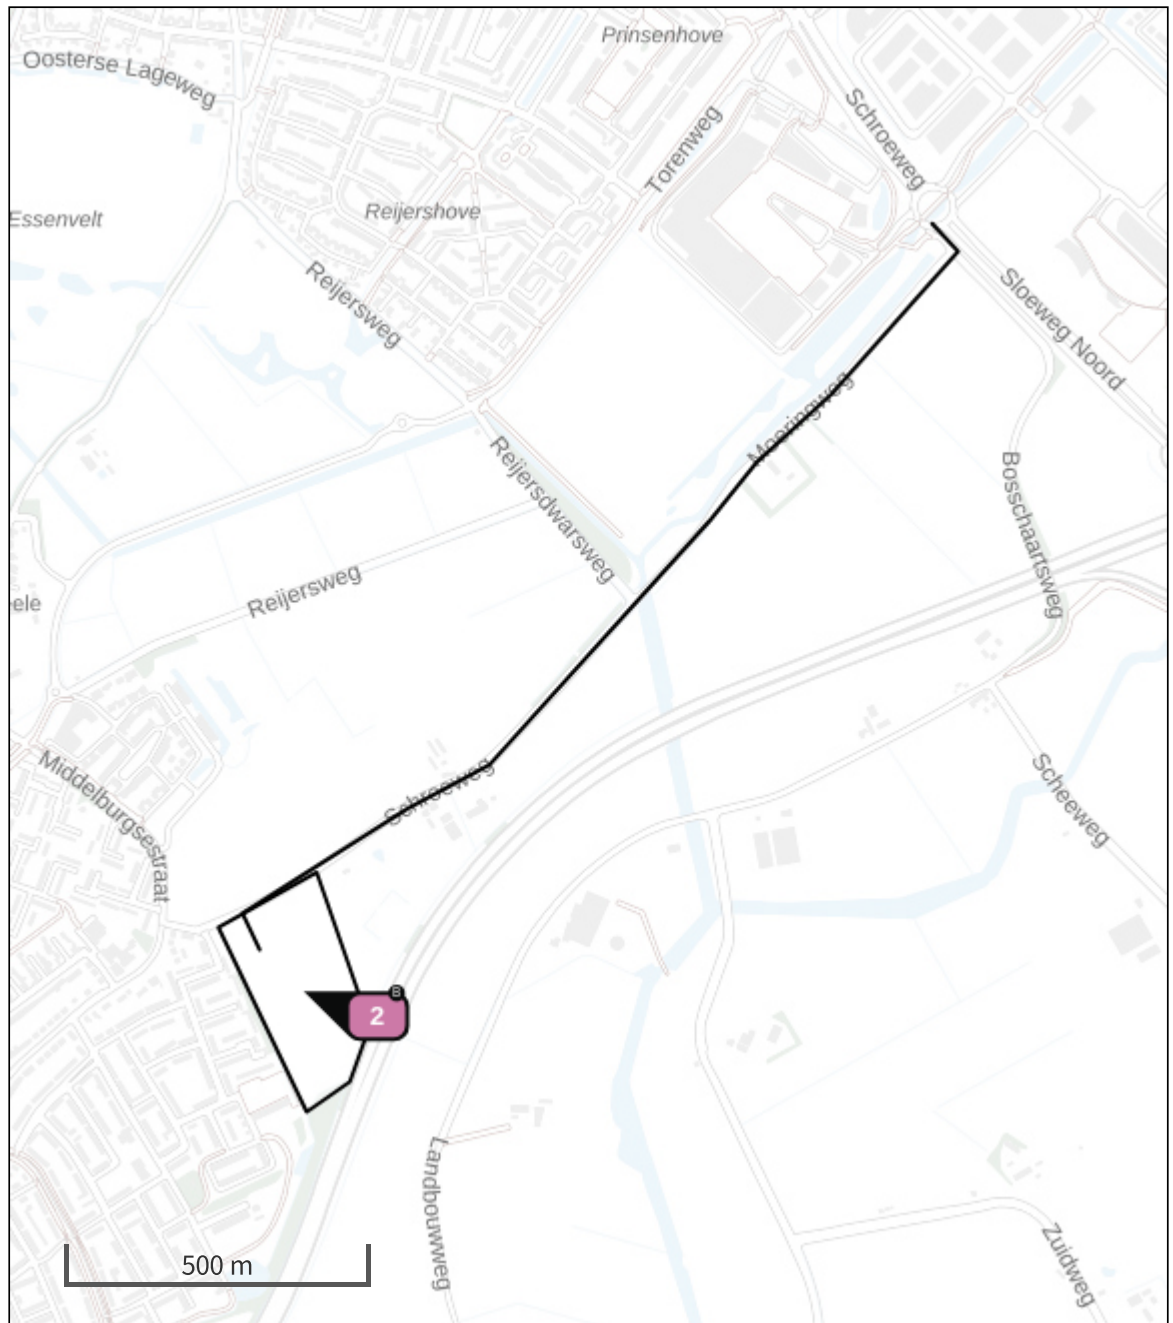 Prinsenhove
Oosterse Lageweg
Schroeweg
Torenweg
Essenvelt
Reijershove
Reijersweg
Sloeweg Noord
Mooringweg
Reijersdwarsweg
Bosschaartsweg
Reijersweg
eele
Middelburgsestraat
Schroeweg
Scheeweg
B
2
Landbouwweg
Zuidweg
500 m